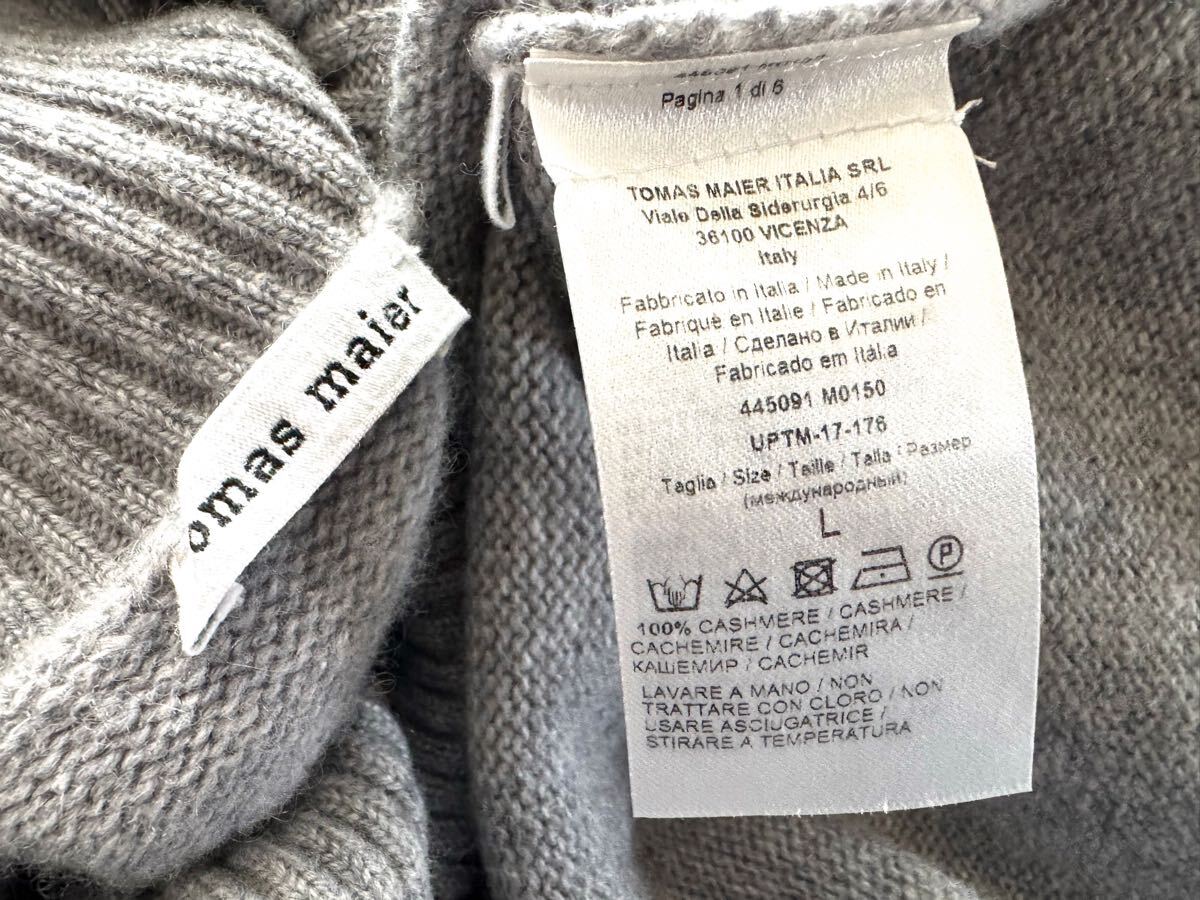 omas maier
Pagina 1 di 6
TOMAS MAIER ITALIA SRL
Viale Della Siderurgia 4/6
36100 VICENZA
Italy
Fabbricato in Italia / Made in Italy /
Fabriqué en Italie / Fabricado en
Italia / Сделано в Италии /
Fabricado em Itália
445091 M0150
UPTM-17-176
Taglia / Size / Taille / Talla / Размер
(международный)
L
P
100% CASHMERE / CASHMERE /
CACHEMIRE / CACHEMIRA /
КАШЕМИР / CACHEMIR
LAVARE A MANO / NON
TRATTARE CON CLORO / NON
USARE ASCIUGATRICE /
STIRARE A TEMPERATURA